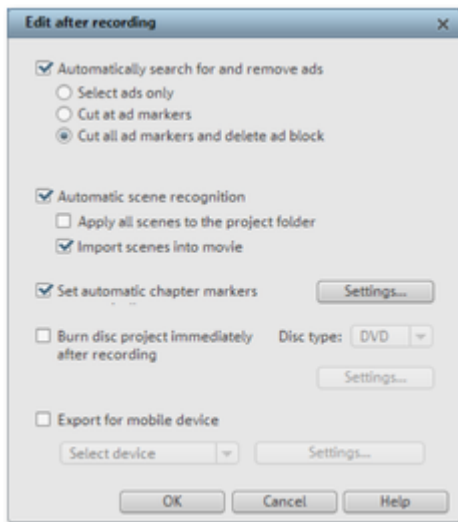 Edit after recording
Automatically search for and remove ads
Select ads only
Cut at ad markers
Cut all ad markers and delete ad block
Automatic scene recognition
Apply all scenes to the project folder
Import scenes into movie
Set automatic chapter markers Settings...
Burn disc project immediately Disc type: DVD
after recording
Settings...
Export for mobile device
Select device Settings...
OK Cancel Help